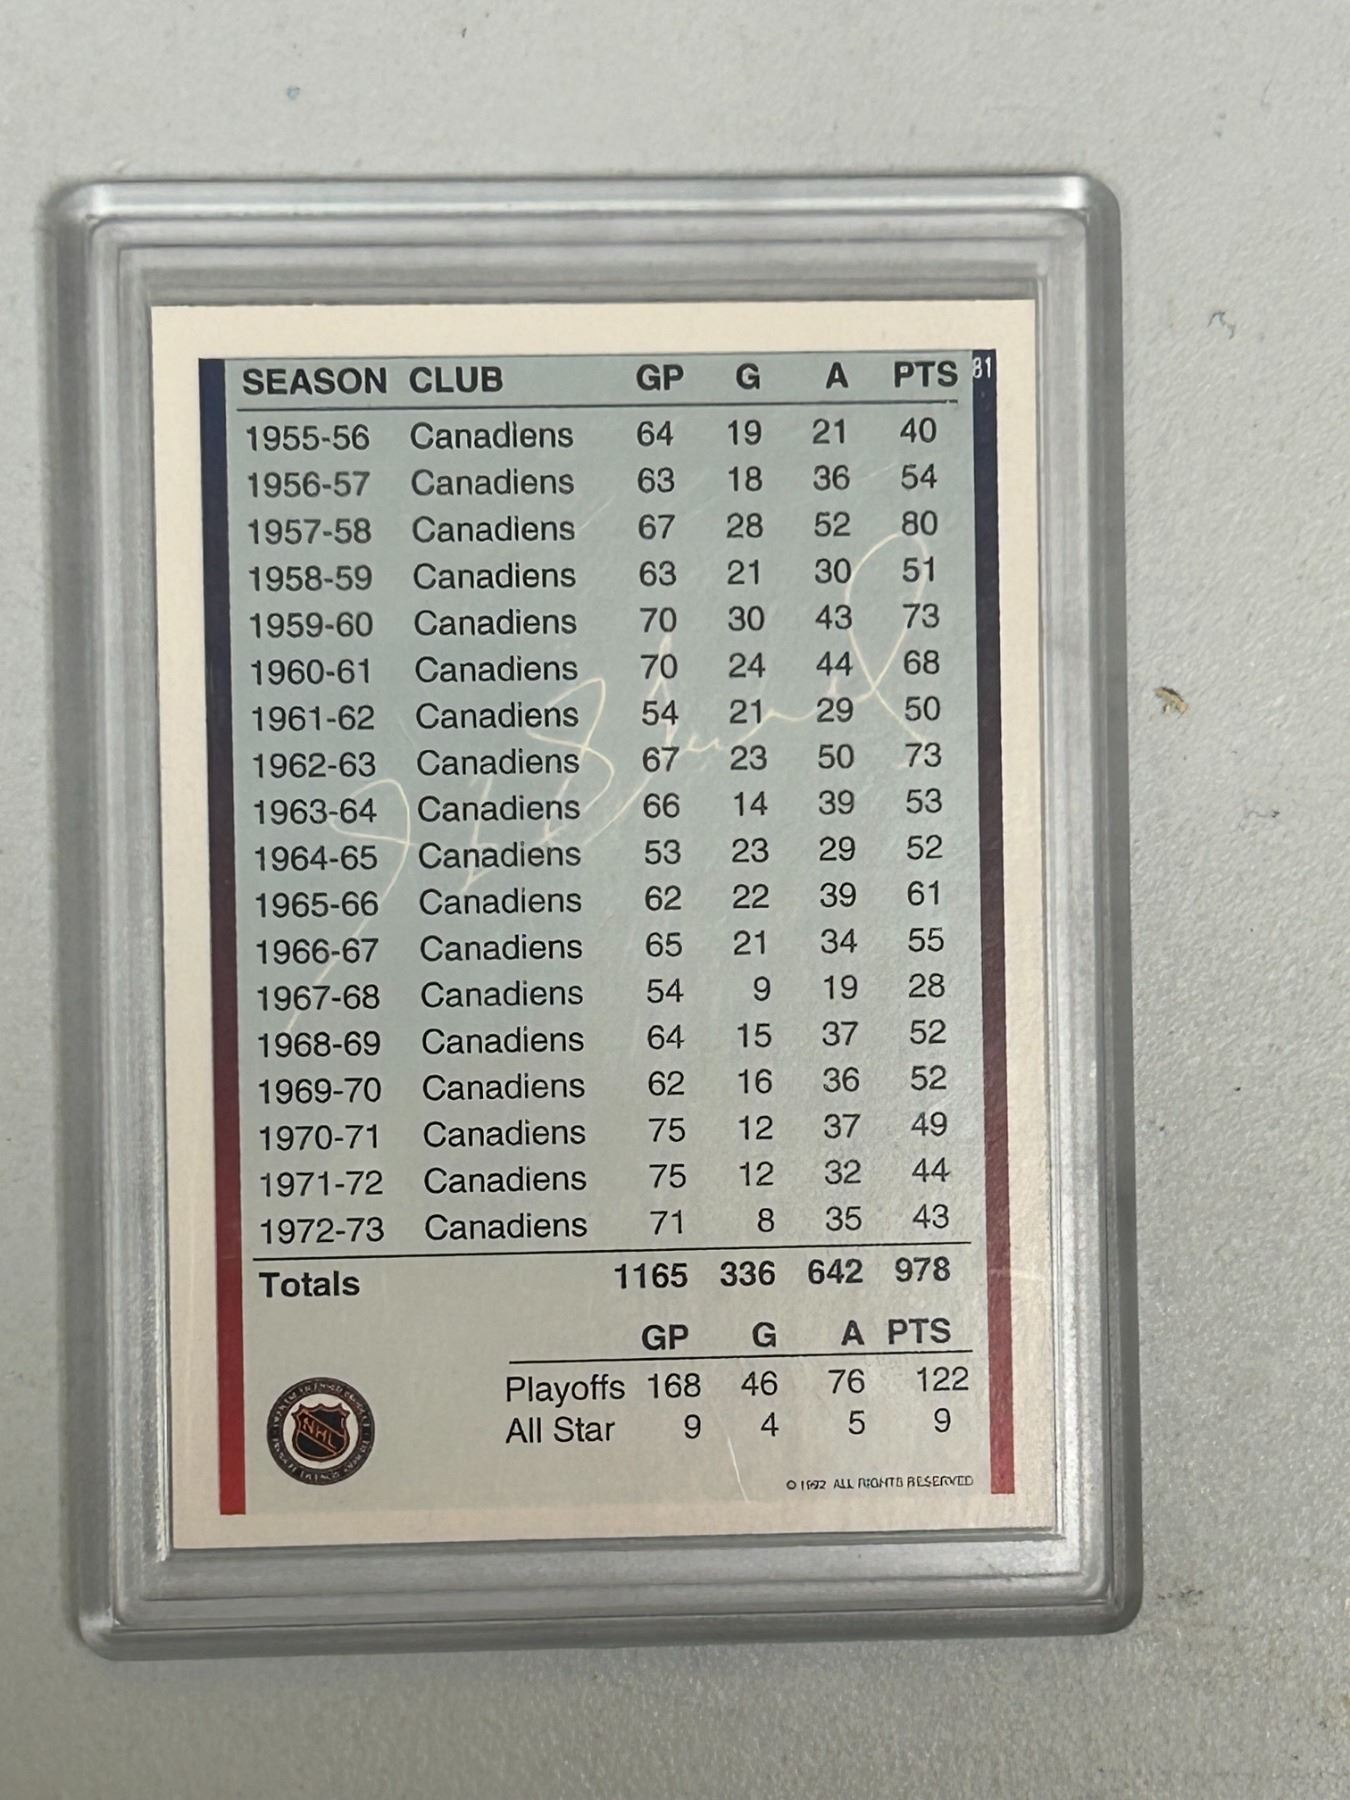 SEASON CLUB GP G A PTS 81
1955-56 Canadiens 64 19 21 40
1956-57 Canadiens 63 18 36 54
1957-58 Canadiens 67 28 52 80
1958-59 Canadiens 63 21 30 51
1959-60 Canadiens 70 30 43 73
1960-61 Canadiens 70 24 44 68
1961-62 Canadiens 54 21 29 50
1962-63 Canadiens 67 23 50 73
1963-64 Canadiens 66 14 39 53
1964-65 Canadiens 53 23 29 52
1965-66 Canadiens 62 22 39 61
1966-67 Canadiens 65 21 34 55
1967-68 Canadiens 54 9 19 28
1968-69 Canadiens 64 15 37 52
1969-70 Canadiens 62 16 36 52
1970-71 Canadiens 75 12 37 49
1971-72 Canadiens 75 12 32 44
1972-73 Canadiens 71 8 35 43
Totals 1165 336 642 978
GP G A PTS
Playoffs 168 46 76 122
All Star 9 4 5 9
NHL
© 1992 ALL RIGHTS RESERVED